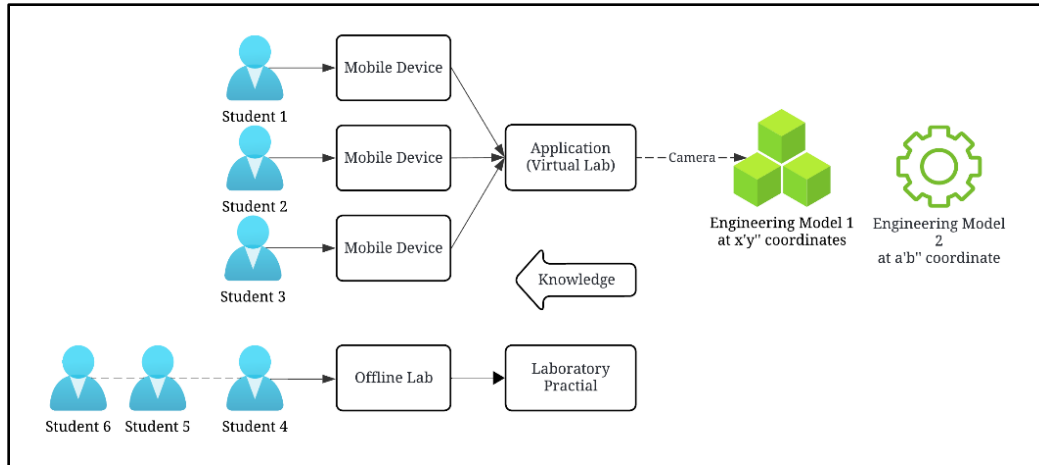 Mobile Device
Student 1
Mobile Device
Application
(Virtual Lab)
Camera
Student 2
Engineering Model 1
at x'y'' coordinates
Engineering Model
2
at a'b'' coordinate
Mobile Device
Student 3
Knowledge
Offline Lab
Laboratory
Practial
Student 6
Student 5
Student 4